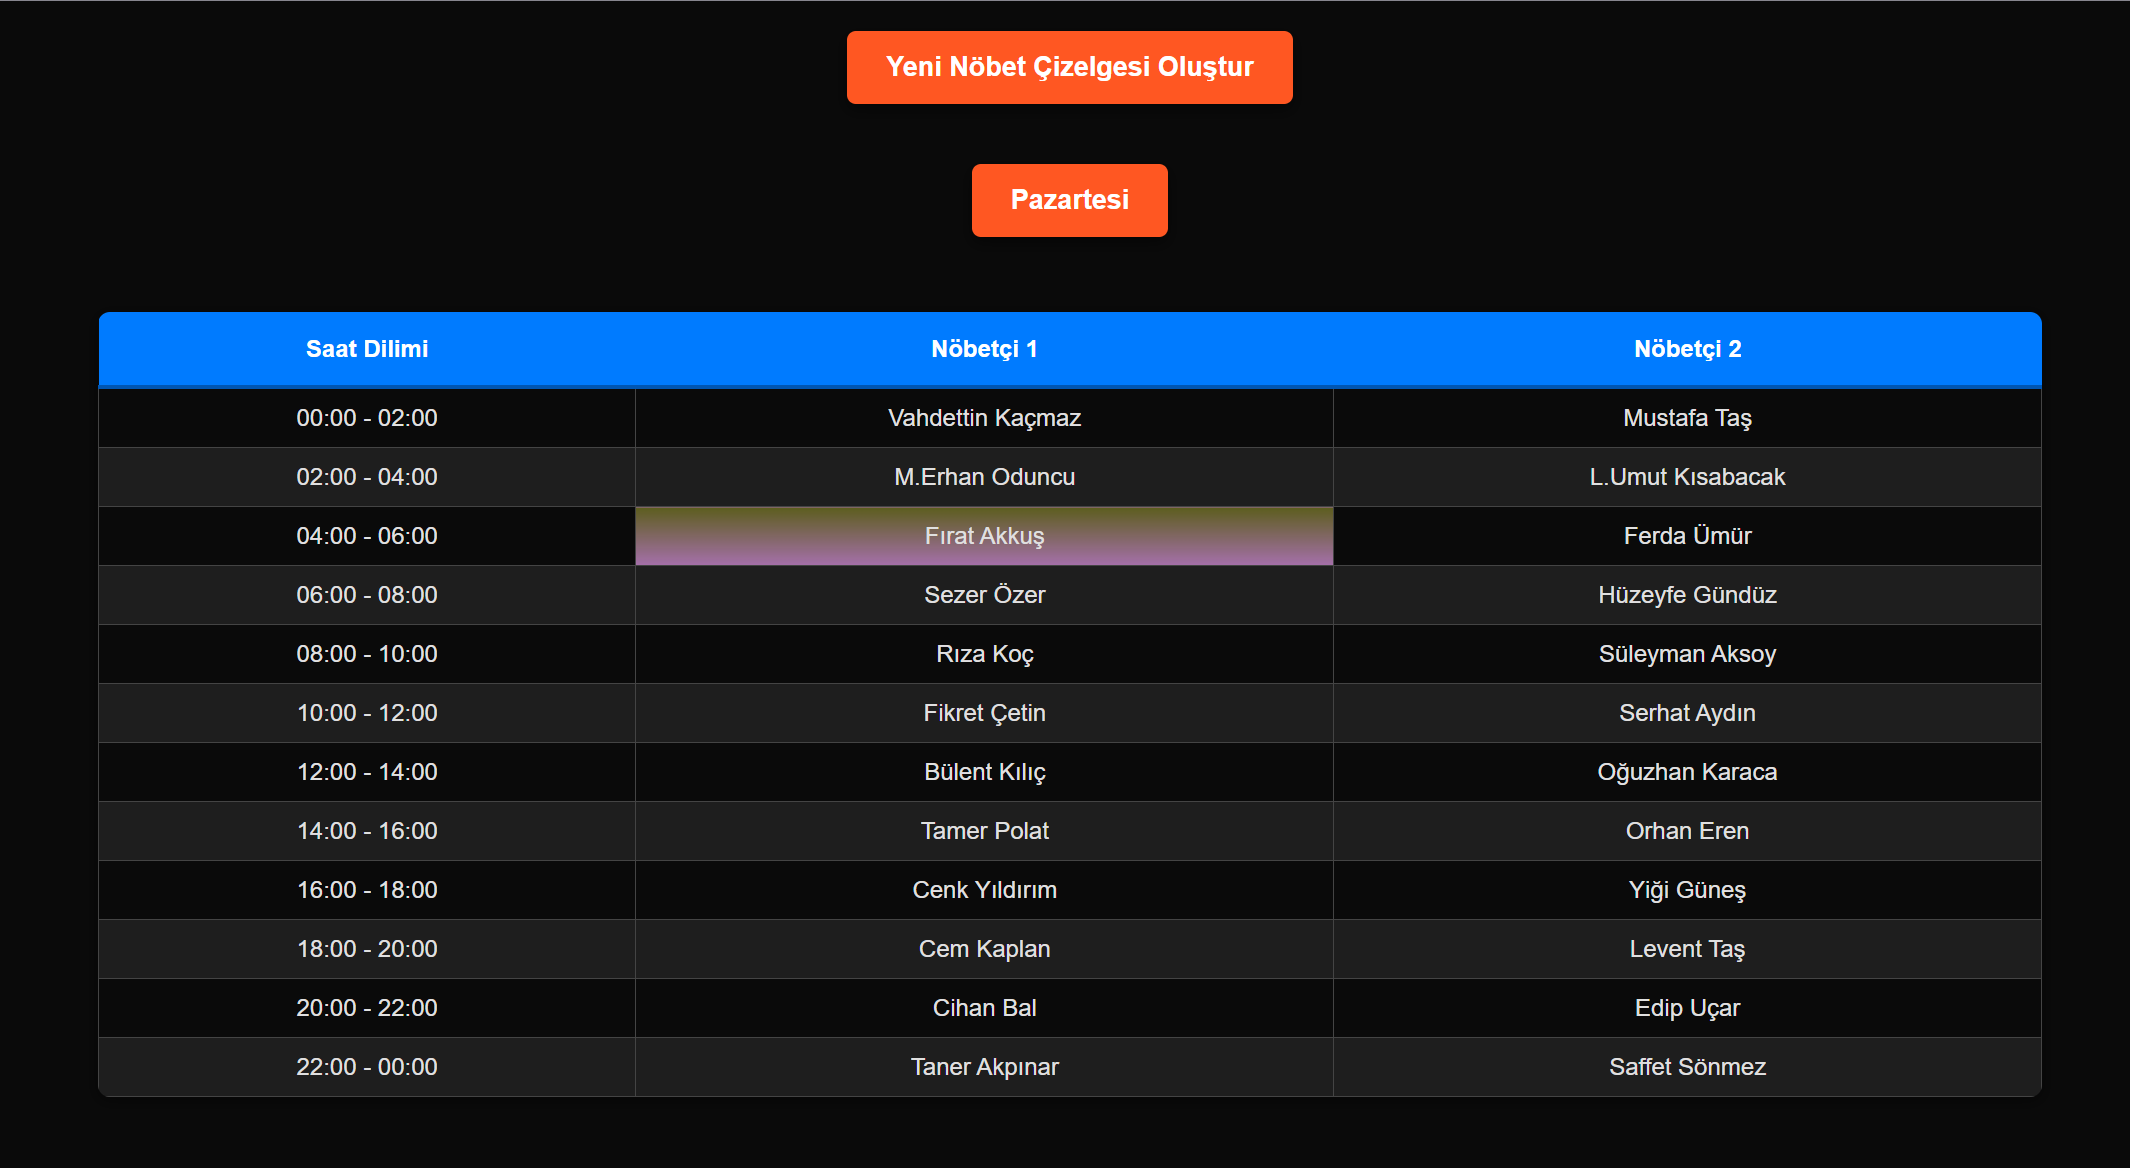 Yeni Nöbet Çizelgesi Oluştur
Pazartesi
Saat Dilimi Nöbetçi 1 Nöbetçi 2
00:00 - 02:00 Vahdettin Kaçmaz Mustafa Taş
02:00 - 04:00 M.Erhan Oduncu L.Umut Kısabacak
04:00 - 06:00 Fırat Akkuş Ferda Ümür
06:00 - 08:00 Sezer Özer Hüzeyfe Gündüz
08:00 - 10:00 Rıza Koç Süleyman Aksoy
10:00 - 12:00 Fikret Çetin Serhat Aydın
12:00 - 14:00 Bülent Kılıç Oğuzhan Karaca
14:00 - 16:00 Tamer Polat Orhan Eren
16:00 - 18:00 Cenk Yıldırım Yiği Güneş
18:00 - 20:00 Cem Kaplan Levent Taş
20:00 - 22:00 Cihan Bal Edip Uçar
22:00 - 00:00 Taner Akpınar Saffet Sönmez